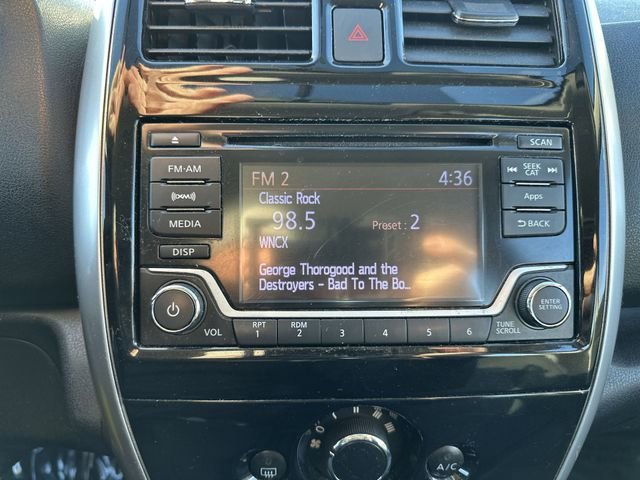 SCAN
FM-AM
SEEK
CAT
XM
Apps
MEDIA
BACK
DISP
FM 2
4:36
Classic Rock
98.5
Preset : 2
WNCX
George Thorogood and the
Destroyers - Bad To The Bo...
VOL
RPT
1
RDM
2
3
4
5
6
TUNE
SCROLL
ENTER
SETTING
A/C